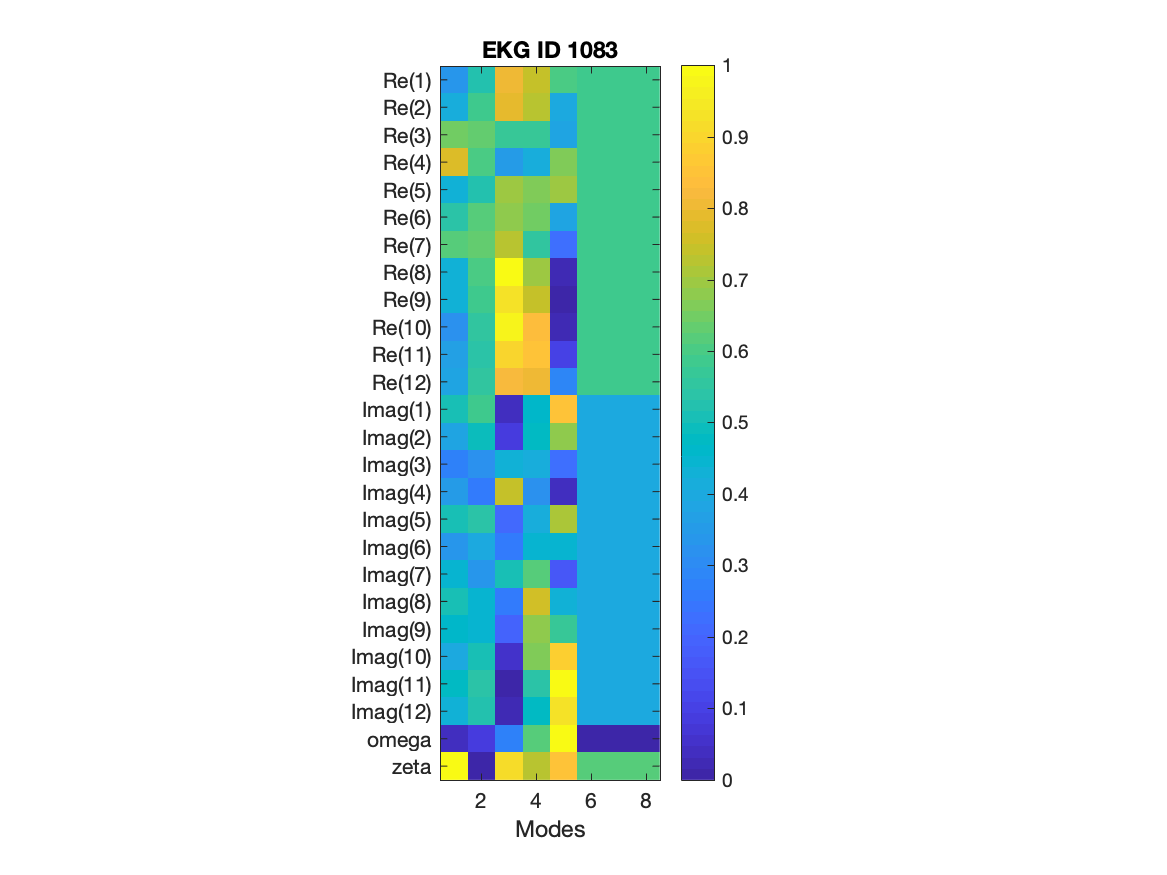 EKG ID 1083
Re(1)
Re(2)
Re(3)
Re(4)
Re(5)
Re(6)
Re(7)
Re(8)
Re(9)
Re(10)
Re(11)
Re(12)
Imag(1)
Imag(2)
Imag(3)
Imag(4)
Imag(5)
Imag(6)
Imag(7)
Imag(8)
Imag(9)
Imag(10)
Imag(11)
Imag(12)
omega
zeta
2 4 6 8
Modes
1
0.9
0.8
0.7
0.6
0.5
0.4
0.3
0.2
0.1
0